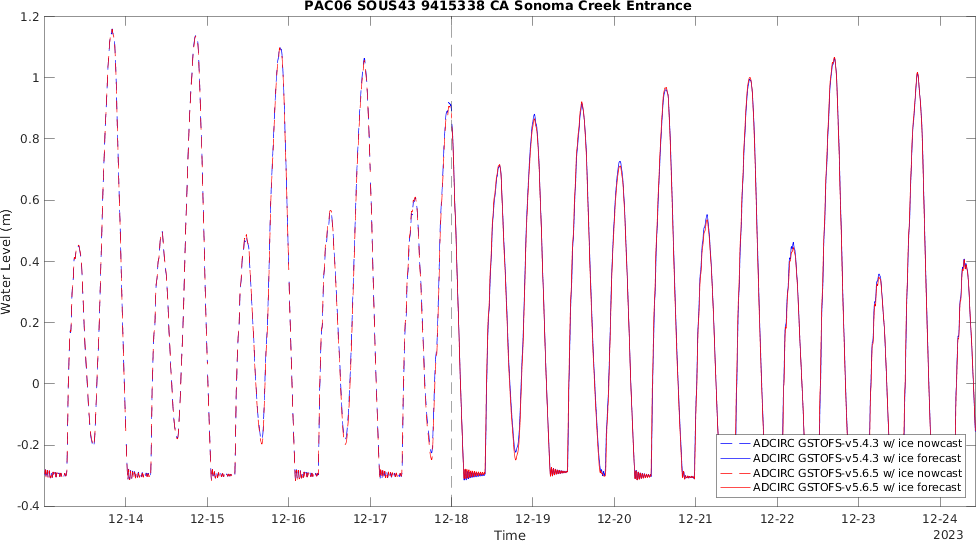 PAC06 SOUS43 9415338 CA Sonoma Creek Entrance
1.2
1
0.8
0.6
0.4
0.2
0
-0.2
-0.4
Water Level (m)
ADCIRC GSTOFS-v5.4.3 w/ ice nowcast
ADCIRC GSTOFS-v5.4.3 w/ ice forecast
ADCIRC GSTOFS-v5.6.5 w/ ice nowcast
ADCIRC GSTOFS-v5.6.5 w/ ice forecast
12-14 12-15 12-16 12-17 12-18 12-19 12-20 12-21 12-22 12-23 12-24
Time
2023